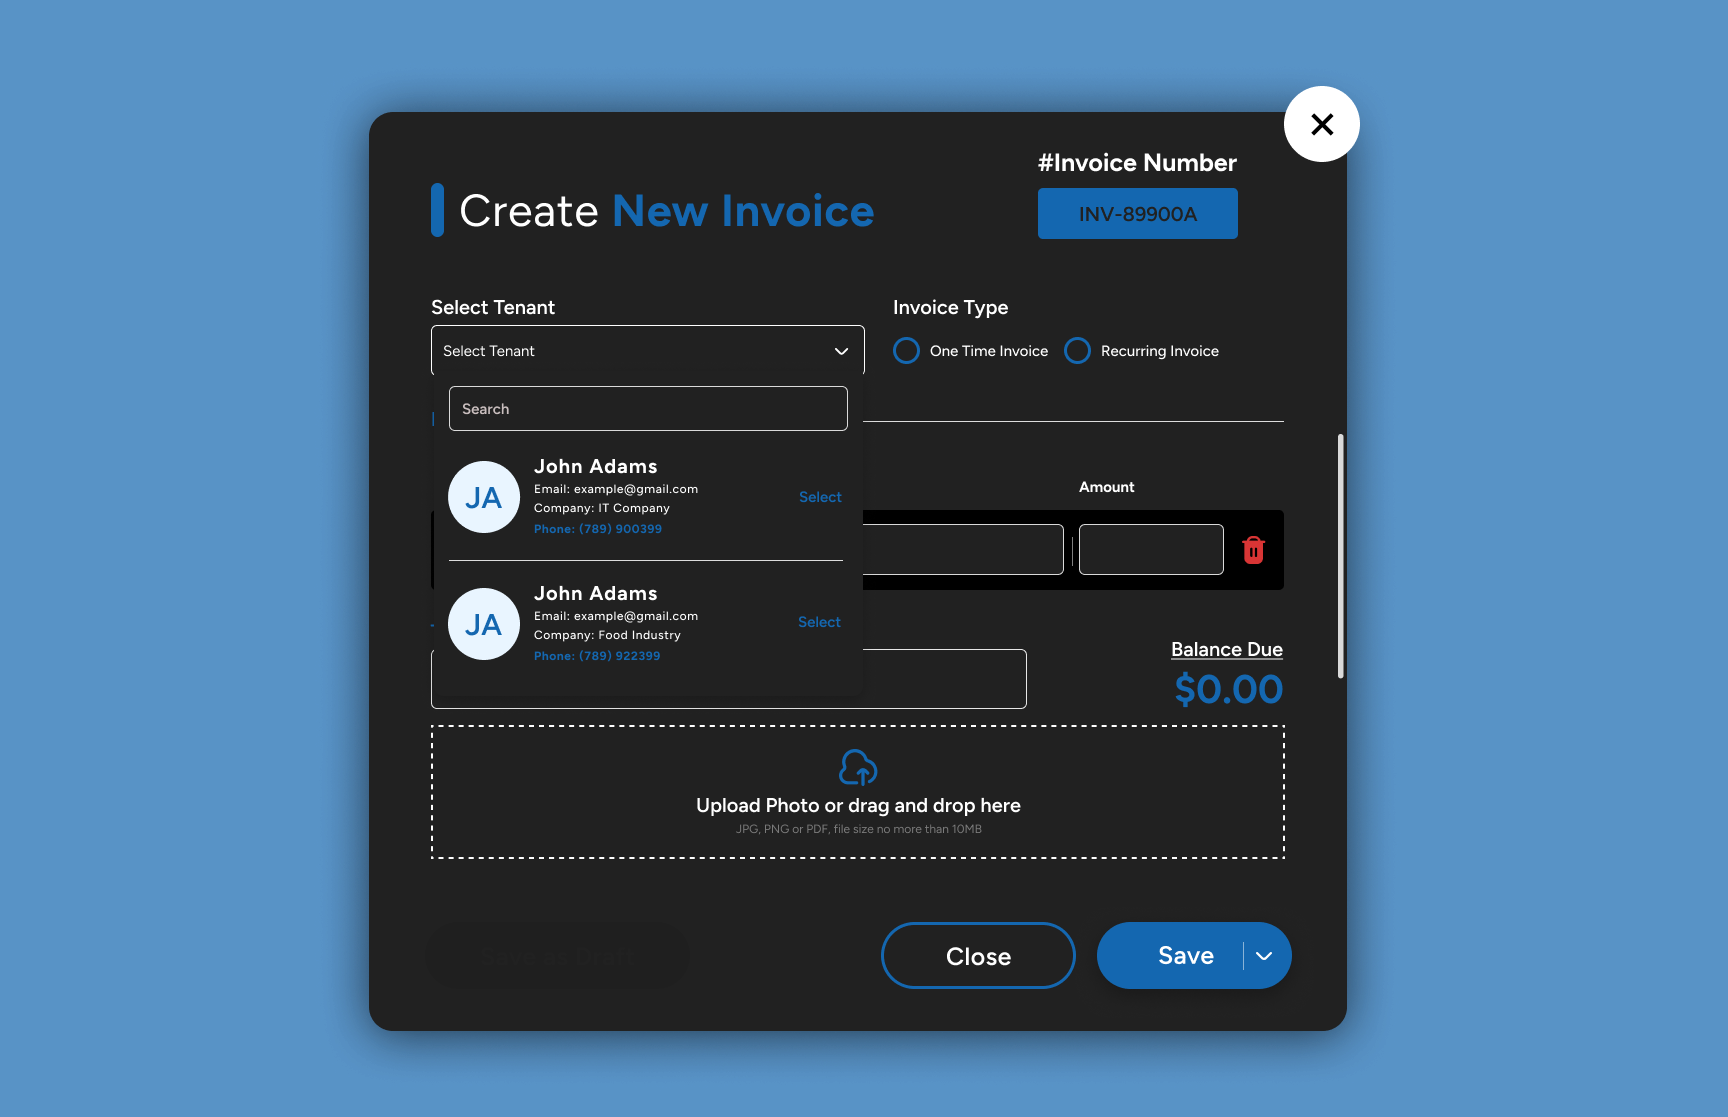 #Invoice Number
Create New Invoice
INV-89900A
Select Tenant
Invoice Type
Select Tenant
One Time Invoice
Recurring Invoice
Search
John Adams
JA
Email: example@gmail.com
Company: IT Company
Phone: (789) 900399
Select
Amount
John Adams
JA
Email: example@gmail.com
Company: Food Industry
Phone: (789) 922399
Select
Balance Due
$0.00
Upload Photo or drag and drop here
JPG, PNG or PDF, file size no more than 10MB
Save as Draft
Close
Save